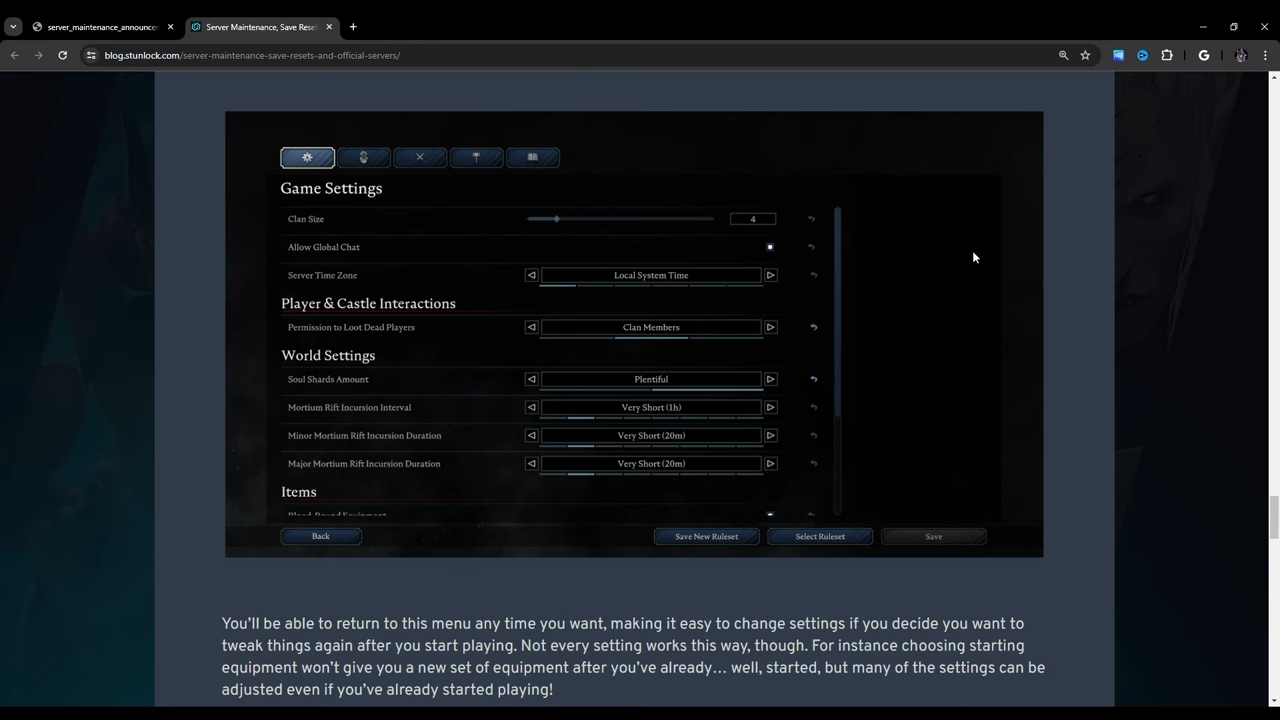 server_maintenance_announce
Server Maintenance, Save Rese
blog.stunlock.com/server-maintenance-save-resets-and-official-servers/
Game Settings
Clan Size
4
Allow Global Chat
Server Time Zone
Local System Time
Player & Castle Interactions
Permission to Loot Dead Players
Clan Members
World Settings
Soul Shards Amount
Plentiful
Mortium Rift Incursion Interval
Very Short (1h)
Minor Mortium Rift Incursion Duration
Very Short (20m)
Major Mortium Rift Incursion Duration
Very Short (20m)
Items
Blood-Bound Equipment
Back
Save New Ruleset
Select Ruleset
Save
You’ll be able to return to this menu any time you want, making it easy to change settings if you decide you want to
tweak things again after you start playing. Not every setting works this way, though. For instance choosing starting
equipment won’t give you a new set of equipment after you’ve already… well, started, but many of the settings can be
adjusted even if you’ve already started playing!